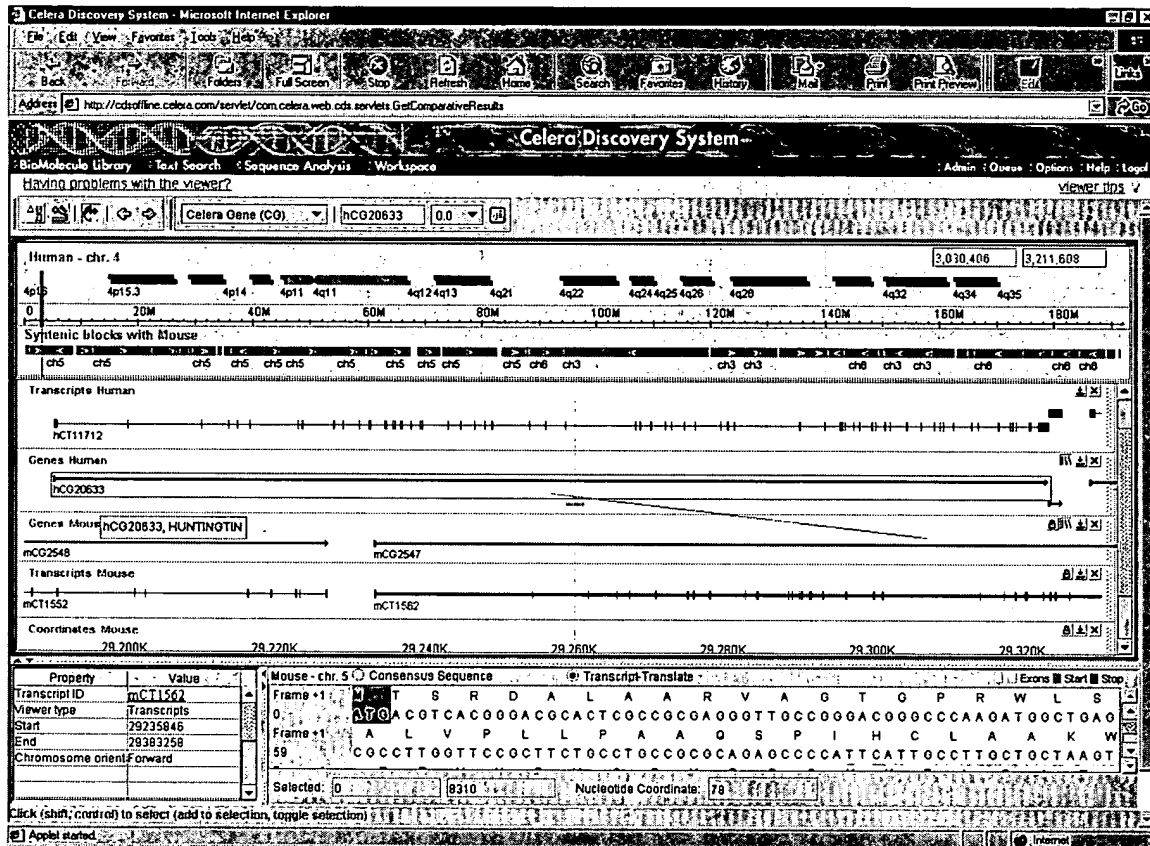 Celera Discovery System - Microsoft Internet Explorer
File Edit View Favorites Tools Help
Back Forward Folders Full Screen Stop Refresh Home Search Favorites History Mail Print Print Preview Edit Links
Address http://cdsoffline.celera.com/servlet/com.celera.web.cds.servlets.GetComparativeResults Go
Celera Discovery System
BioMolecule Library Text Search Sequence Analysis Workspace Admin Queue Options Help
Having problems with the viewer? viewer tips
Celera Gene (CG) hCG20633 0.0
Human - chr. 4 3,030,406 3,211,608
4p16 4p15.3 4p14 4p11 4q11 4q12 4q13 4q21 4q22 4q24 4q25 4q26 4q28 4q32 4q34 4q35
0 20M 40M 60M 80M 100M 120M 140M 160M 180M
Syntenic blocks with Mouse
ch5 ch5 ch5 ch5 ch5 ch5 ch5 ch5 ch5 ch5 ch5 ch6 ch3 ch3 ch3 ch8 ch3 ch3 ch8 ch8 ch8
Transcripts Human
hCT11712
Genes Human
hCG20633
Genes Mouse
hCG20633, HUNTINGTIN
mCG2548 mCG2547
Transcripts Mouse
mCT1552 mCT1562
Coordinates Mouse
29,200K 29,220K 29,240K 29,260K 29,280K 29,300K 29,320K
Property Value
Transcript ID mCT1562
Viewer type Transcripts
Start 29235846
End 29383258
Chromosome orient Forward
Mouse - chr. 5 Consensus Sequence Transcript Translate Exons Start Stop
Frame +1 M T S R D A L A A R V A G T G P R W L S
0 ATGACGTCACGGGACGCACTCGCCGCGAGGGTTGCCGGGACGGGCCCAAGATGGCTGAG
Frame +1 A L V P L L P A A Q S P I H C L A A K W
59 CGCCTTGGTTCCGCTTCTGCCTGCCGCGCAGAGCCCCATTCATTGCCTTGCTGCTAAGT
Selected: 0 8310 Nucleotide Coordinate: 78
Click (shift, control) to select (add to selection, toggle selection)
Applet started. Internet